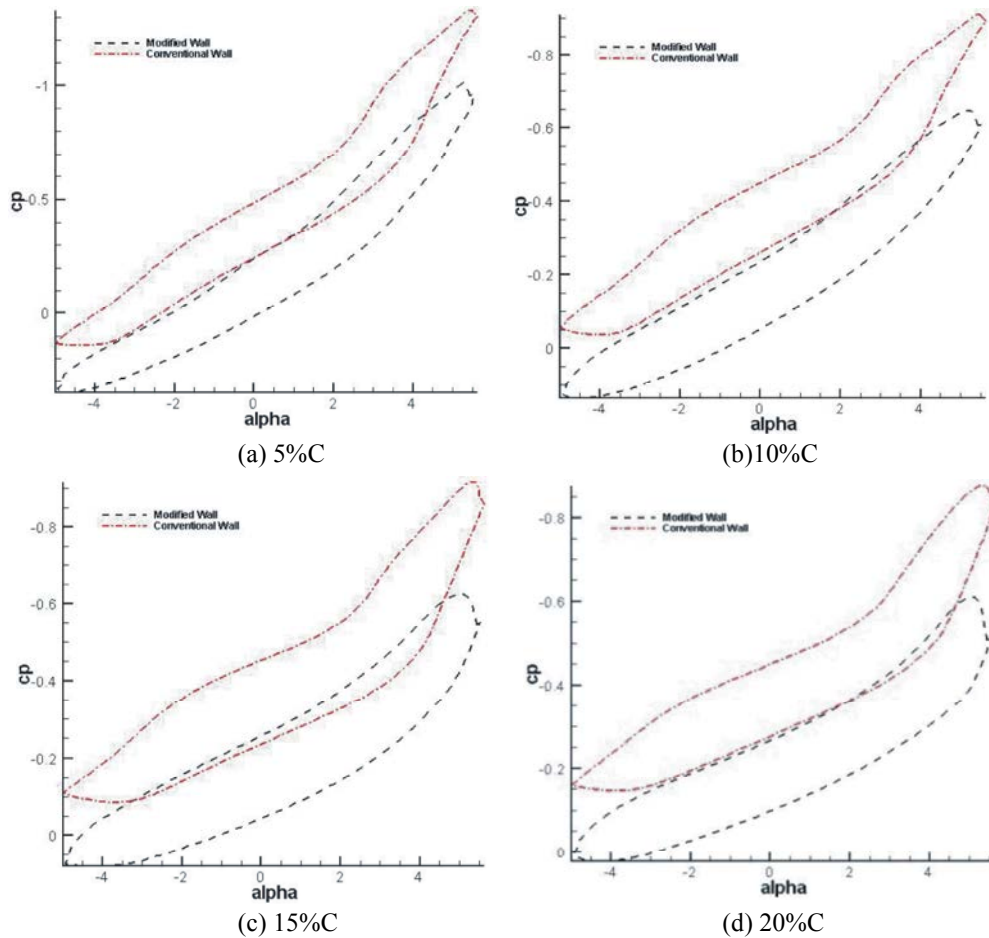 Modified Wall
Conventional Wall
-1
-0.5
0
cp
-4 -2 0 2 4
alpha
(a) 5%C
Modified Wall
Conventional Wall
-0.8
-0.6
-0.4
-0.2
0
cp
-4 -2 0 2 4
alpha
(b)10%C
Modified Wall
Conventional Wall
-0.8
-0.6
-0.4
-0.2
0
cp
-4 -2 0 2 4
alpha
(c) 15%C
Modified Wall
Conventional Wall
-0.8
-0.6
-0.4
-0.2
0
cp
-4 -2 0 2 4
alpha
(d) 20%C